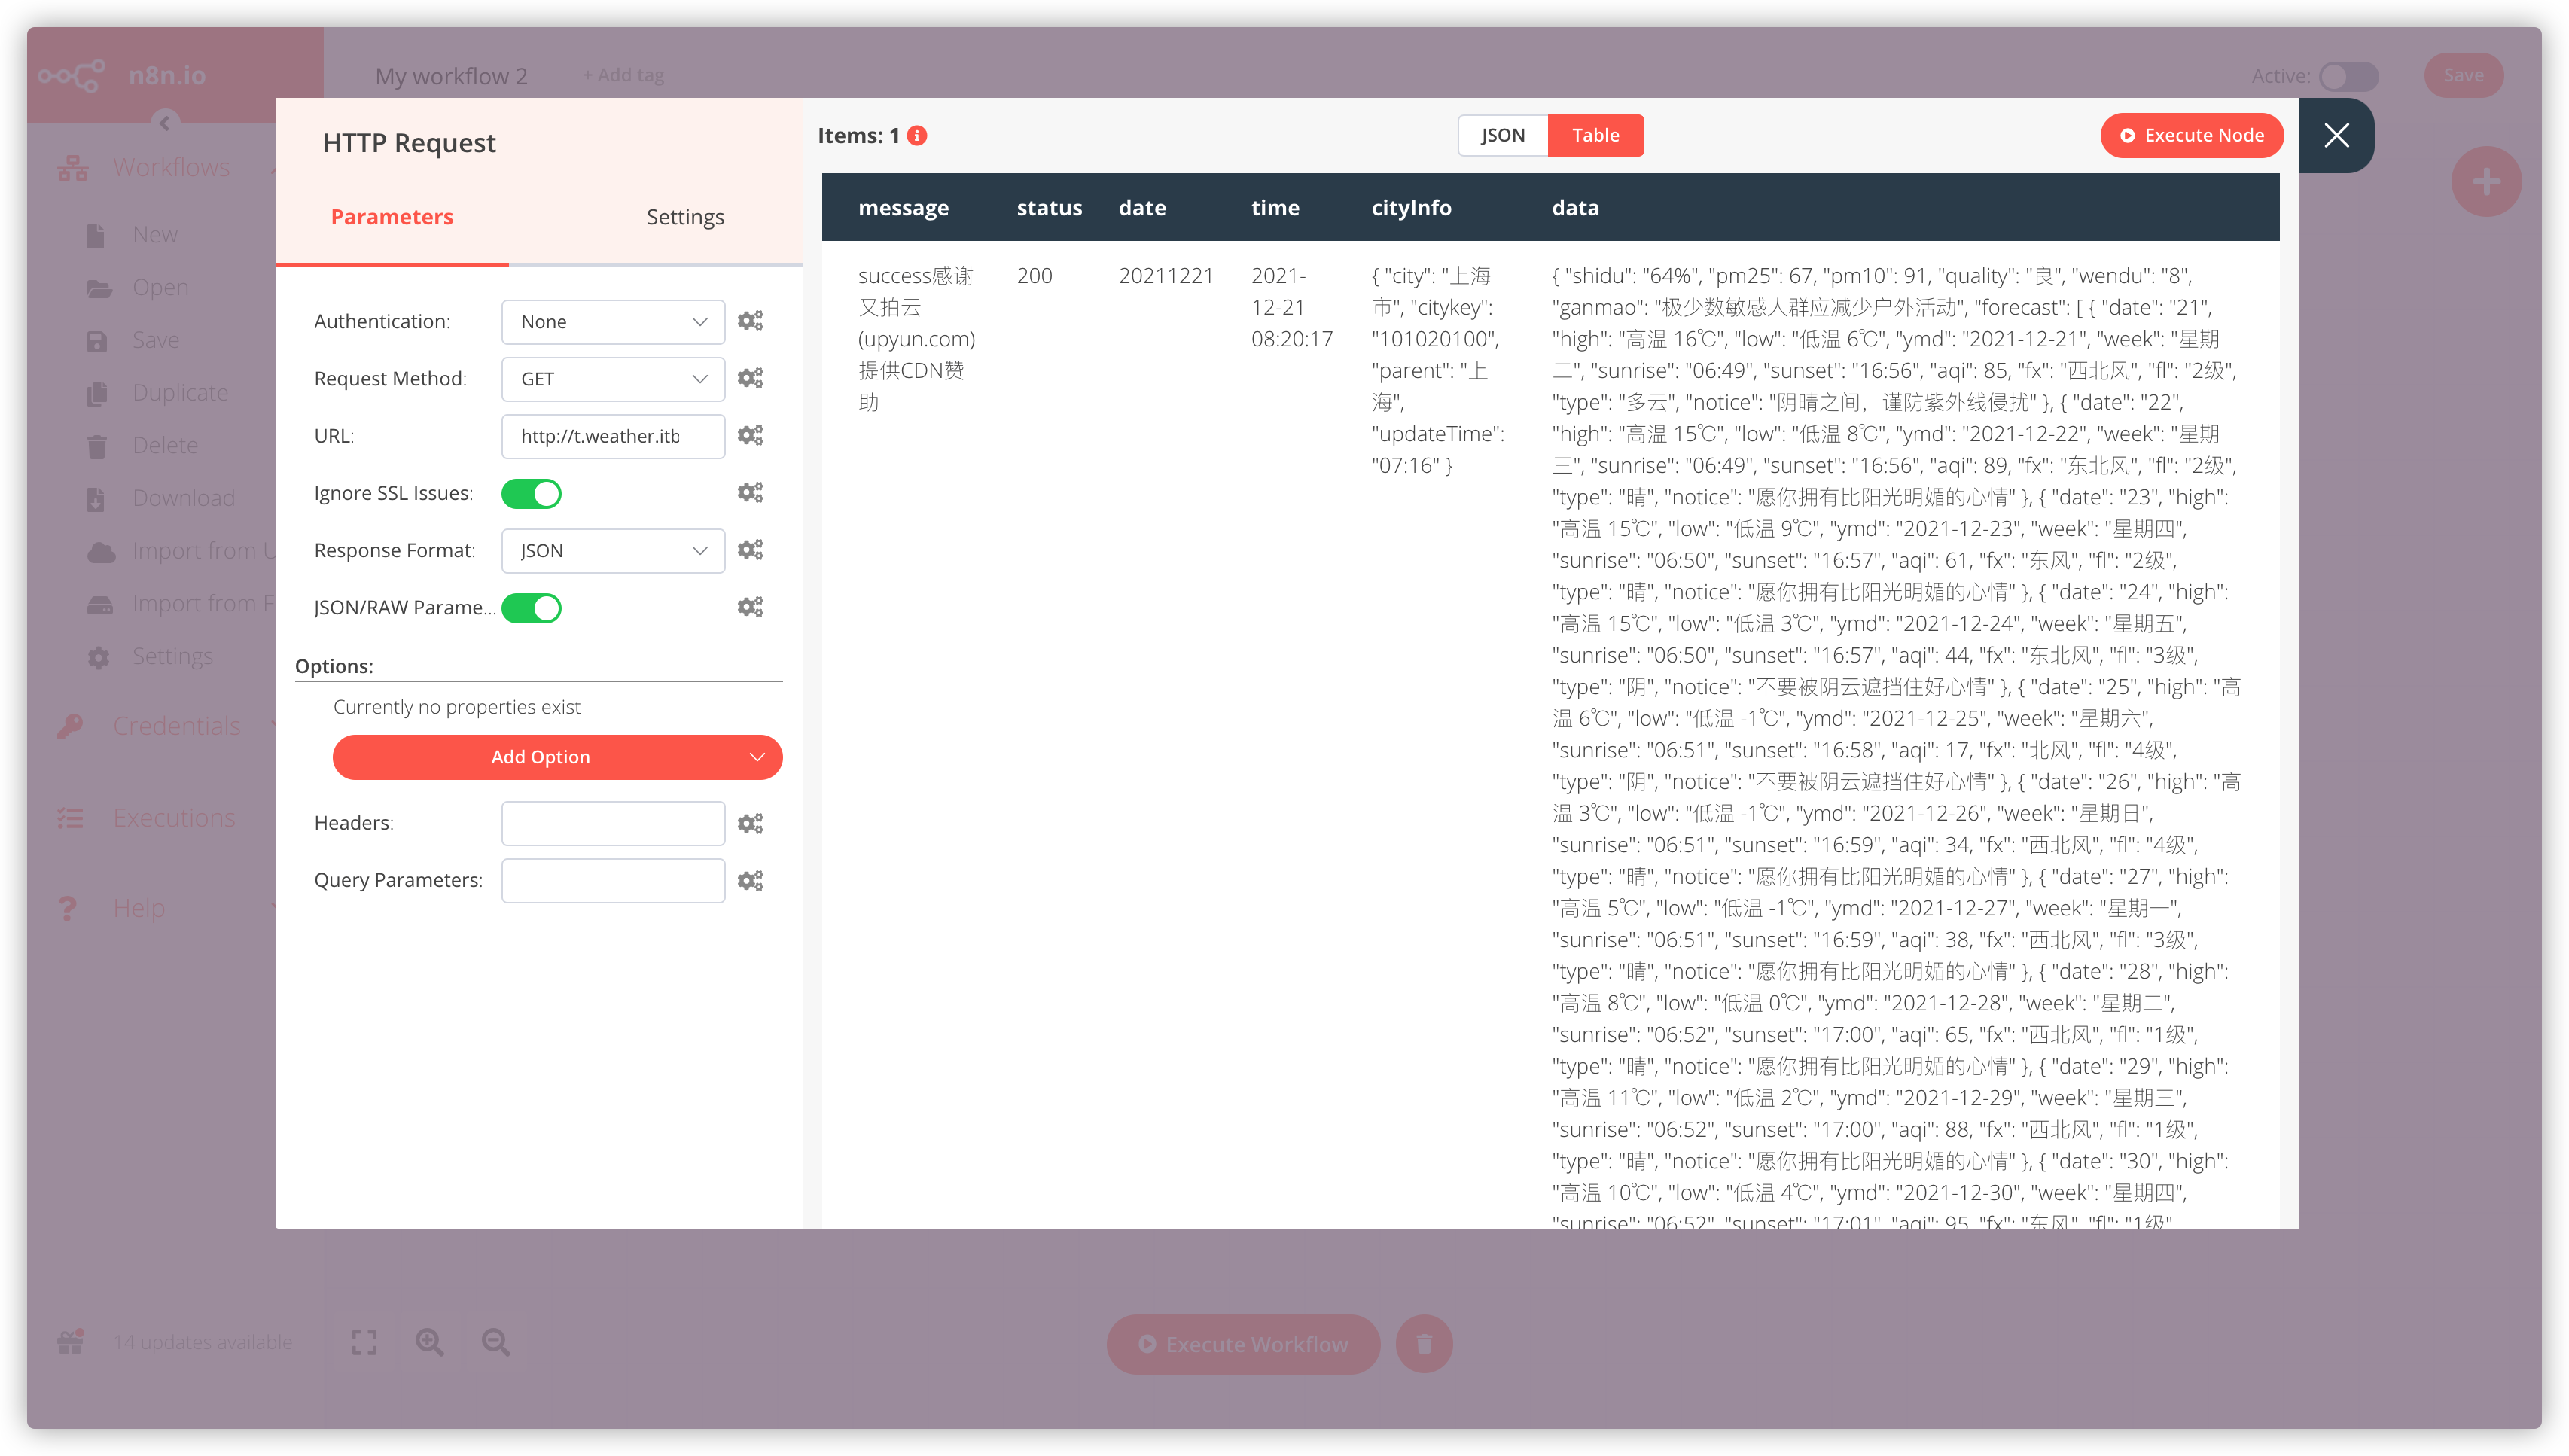 n8n.io
My workflow 2
+ Add tag
Active:
Save
Workflows
New
Open
Save
Duplicate
Delete
Download
Import from U
Import from F
Settings
Credentials
Executions
Help
14 updates available
HTTP Request
Parameters
Settings
Authentication:
None
Request Method:
GET
URL:
http://t.weather.itb
Ignore SSL Issues:
Response Format:
JSON
JSON/RAW Parame...
Options:
Currently no properties exist
Add Option
Headers:
Query Parameters:
Items: 1
JSON
Table
Execute Node
message
status
date
time
cityInfo
data
success感谢
又拍云
(upyun.com)
提供CDN赞
助
200
20211221
2021-
12-21
08:20:17
{ "city": "上海
市", "citykey":
"101020100",
"parent": "上
海",
"updateTime":
"07:16" }
{ "shidu": "64%", "pm25": 67, "pm10": 91, "quality": "良", "wendu": "8",
"ganmao": "极少数敏感人群应减少户外活动", "forecast": [ { "date": "21",
"high": "高温 16℃", "low": "低温 6℃", "ymd": "2021-12-21", "week": "星期
二", "sunrise": "06:49", "sunset": "16:56", "aqi": 85, "fx": "西北风", "fl": "2级",
"type": "多云", "notice": "阴晴之间，谨防紫外线侵扰" }, { "date": "22",
"high": "高温 15℃", "low": "低温 8℃", "ymd": "2021-12-22", "week": "星期
三", "sunrise": "06:49", "sunset": "16:56", "aqi": 89, "fx": "东北风", "fl": "2级",
"type": "晴", "notice": "愿你拥有比阳光明媚的心情" }, { "date": "23", "high":
"高温 15℃", "low": "低温 9℃", "ymd": "2021-12-23", "week": "星期四",
"sunrise": "06:50", "sunset": "16:57", "aqi": 61, "fx": "东风", "fl": "2级",
"type": "晴", "notice": "愿你拥有比阳光明媚的心情" }, { "date": "24", "high":
"高温 15℃", "low": "低温 3℃", "ymd": "2021-12-24", "week": "星期五",
"sunrise": "06:50", "sunset": "16:57", "aqi": 44, "fx": "东北风", "fl": "3级",
"type": "阴", "notice": "不要被阴云遮挡住好心情" }, { "date": "25", "high": "高
温 6℃", "low": "低温 -1℃", "ymd": "2021-12-25", "week": "星期六",
"sunrise": "06:51", "sunset": "16:58", "aqi": 17, "fx": "北风", "fl": "4级",
"type": "阴", "notice": "不要被阴云遮挡住好心情" }, { "date": "26", "high": "高
温 3℃", "low": "低温 -1℃", "ymd": "2021-12-26", "week": "星期日",
"sunrise": "06:51", "sunset": "16:59", "aqi": 34, "fx": "西北风", "fl": "4级",
"type": "晴", "notice": "愿你拥有比阳光明媚的心情" }, { "date": "27", "high":
"高温 5℃", "low": "低温 -1℃", "ymd": "2021-12-27", "week": "星期一",
"sunrise": "06:51", "sunset": "16:59", "aqi": 38, "fx": "西北风", "fl": "3级",
"type": "晴", "notice": "愿你拥有比阳光明媚的心情" }, { "date": "28", "high":
"高温 8℃", "low": "低温 0℃", "ymd": "2021-12-28", "week": "星期二",
"sunrise": "06:52", "sunset": "17:00", "aqi": 65, "fx": "西北风", "fl": "1级",
"type": "晴", "notice": "愿你拥有比阳光明媚的心情" }, { "date": "29", "high":
"高温 11℃", "low": "低温 2℃", "ymd": "2021-12-29", "week": "星期三",
"sunrise": "06:52", "sunset": "17:00", "aqi": 88, "fx": "西北风", "fl": "1级",
"type": "晴", "notice": "愿你拥有比阳光明媚的心情" }, { "date": "30", "high":
"高温 10℃", "low": "低温 4℃", "ymd": "2021-12-30", "week": "星期四",
"sunrise": "06:52", "sunset": "17:01", "aqi": 95, "fx": "东风", "fl": "1级",
Execute Workflow